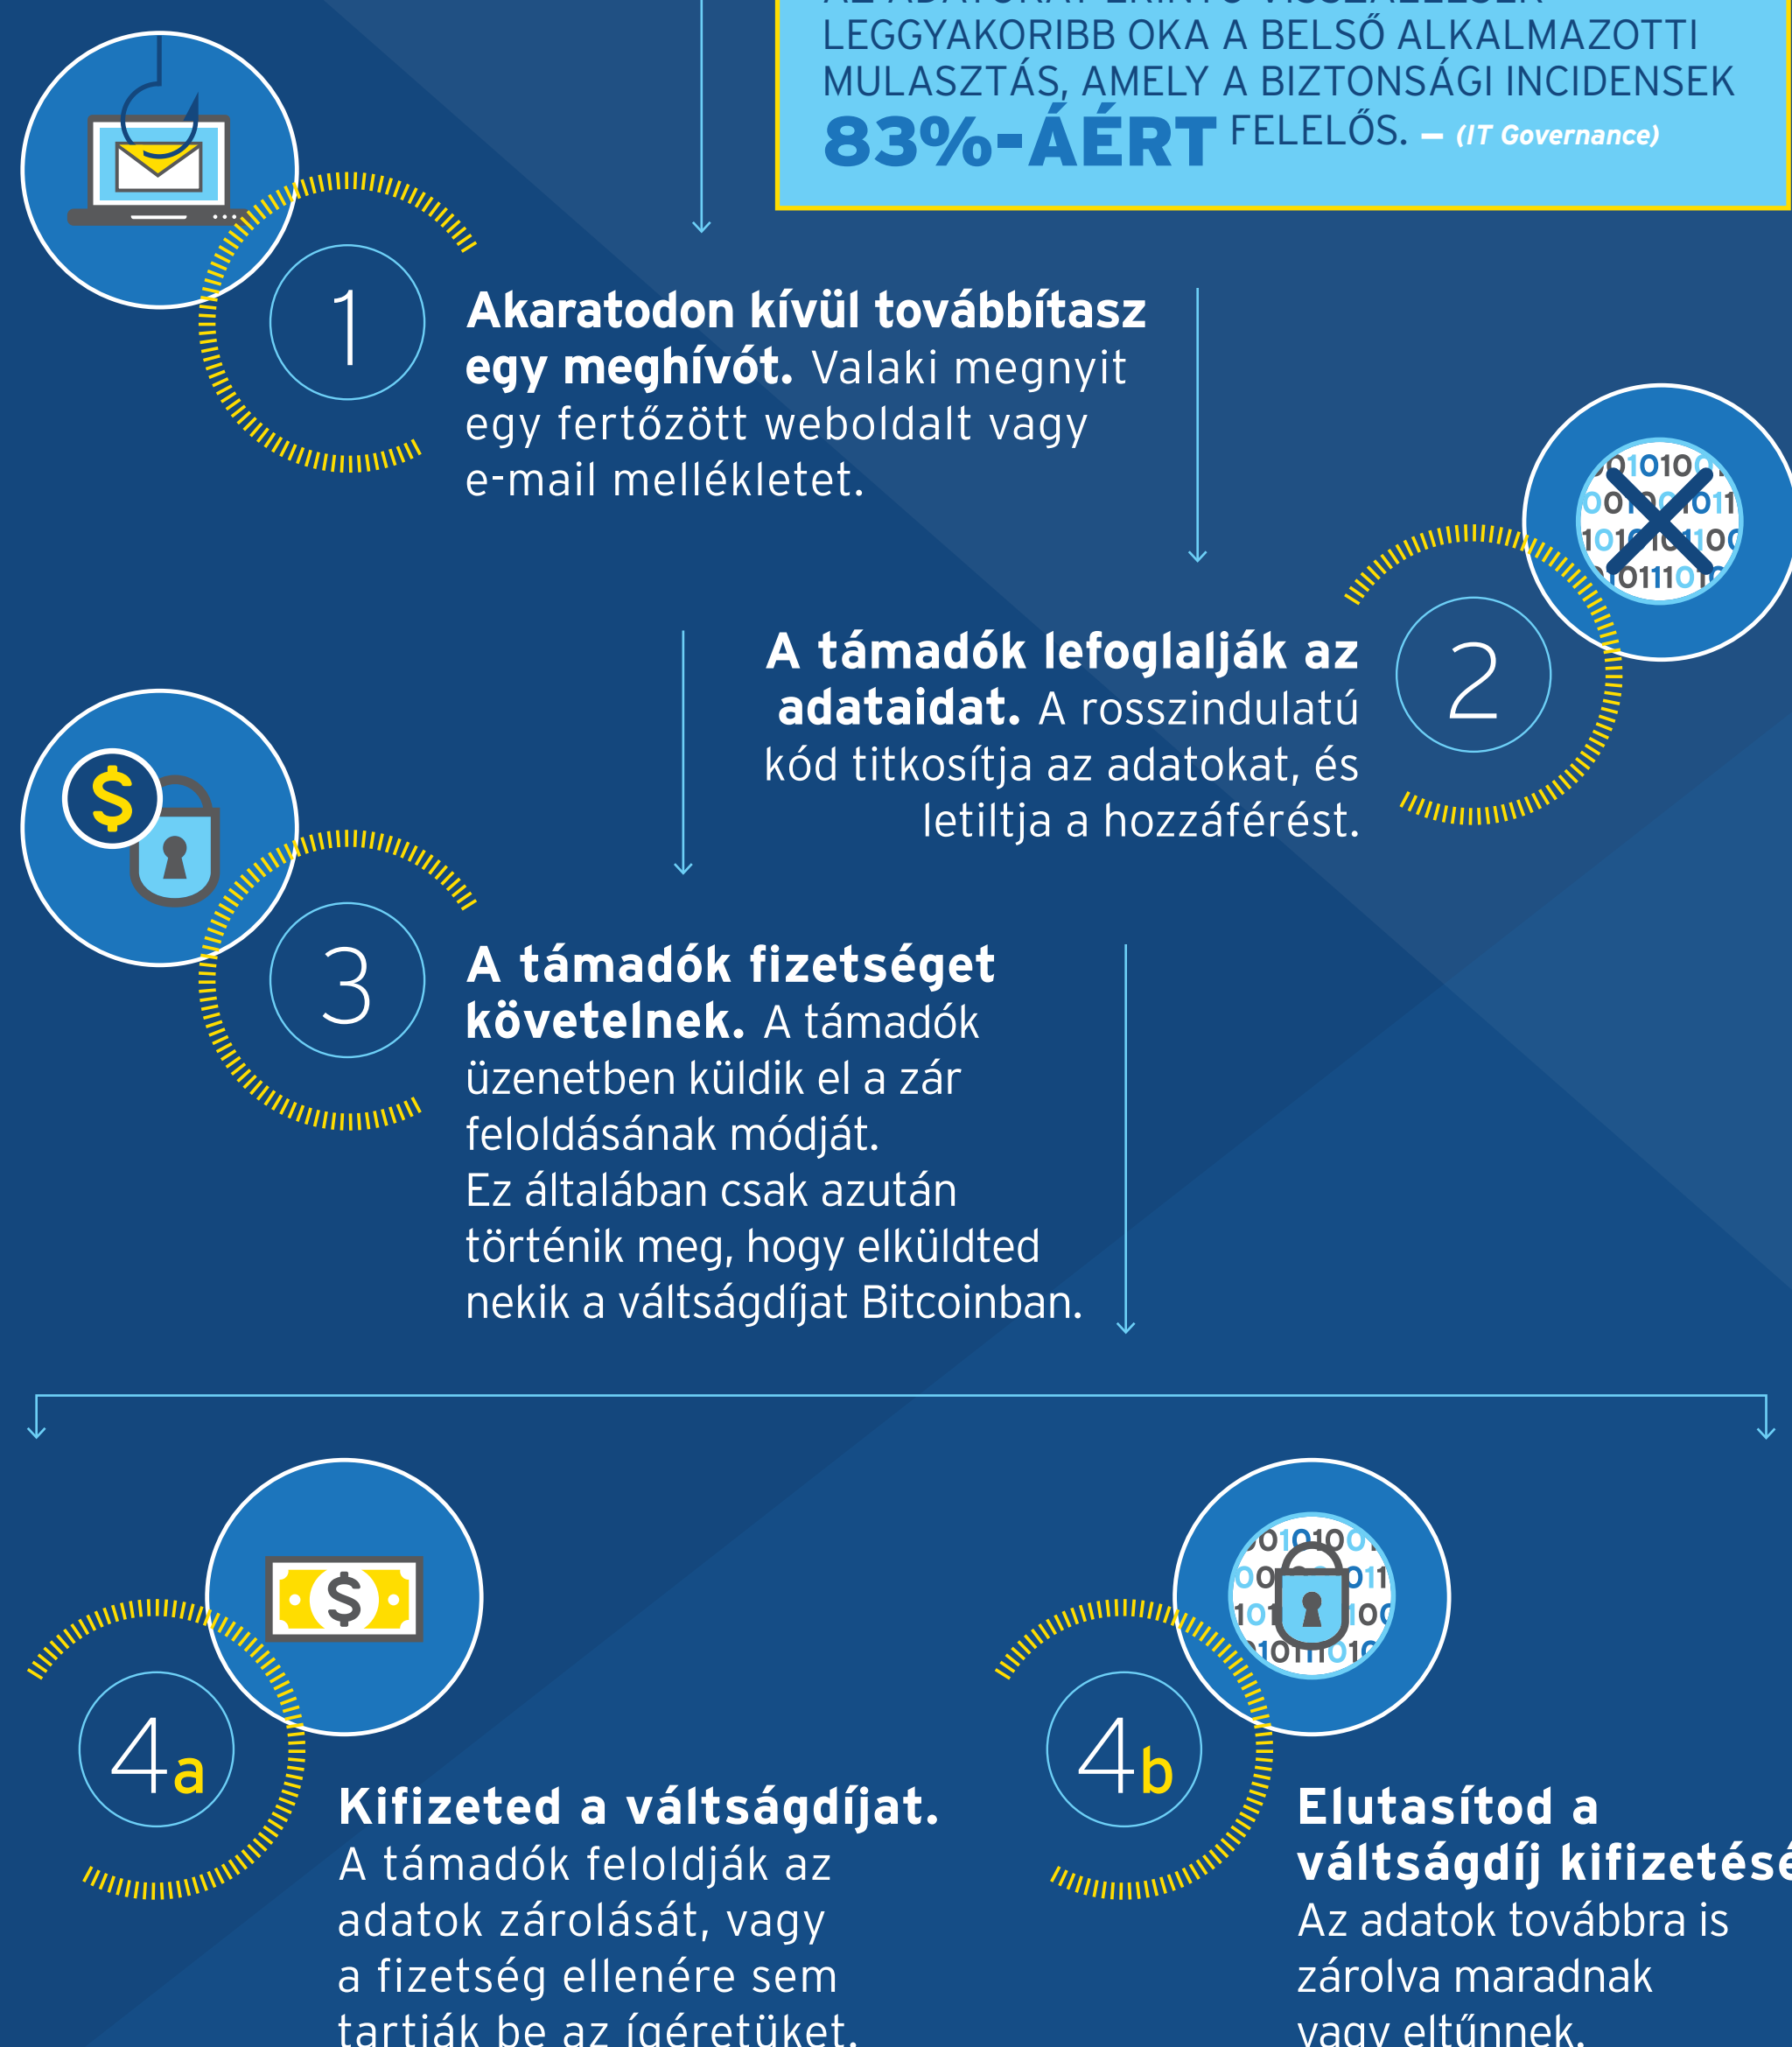 LEGGYAKORIBB OKA A BELSŐ ALKALMAZOTTI
MULASZTÁS, AMELY A BIZTONSÁGI INCIDENSEK
83%-ÁÉRT FELELŐS. – (IT Governance)
1
Akaratodon kívül továbbítasz
egy meghívót. Valaki megnyit
egy fertőzött weboldalt vagy
e-mail mellékletet.
2
A támadók lefoglalják az
adataidat. A rosszindulatú
kód titkosítja az adatokat, és
letiltja a hozzáférést.
3
A támadók fizetséget
követelnek. A támadók
üzenetben küldik el a zár
feloldásának módját.
Ez általában csak azután
történik meg, hogy elküldted
nekik a váltságdíjat Bitcoinban.
4a
Kifizeted a váltságdíjat.
A támadók feloldják az
adatok zárolását, vagy
a fizetség ellenére sem
tartják be az ígéretüket.
4b
Elutasítod a
váltságdíj kifizetésé
Az adatok továbbra is
zárolva maradnak
vagy eltűnnek.